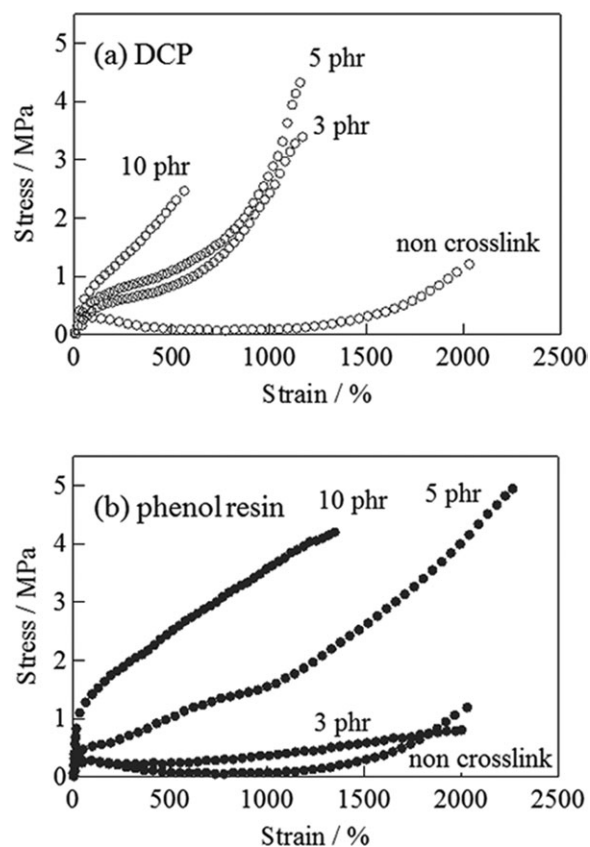 (a) DCP
5 phr
3 phr
10 phr
non crosslink
Stress / MPa
5
4
3
2
1
0
0 500 1000 1500 2000 2500
Strain / %
(b) phenol resin
10 phr
5 phr
3 phr
non crosslink
Stress / MPa
5
4
3
2
1
0
0 500 1000 1500 2000 2500
Strain / %